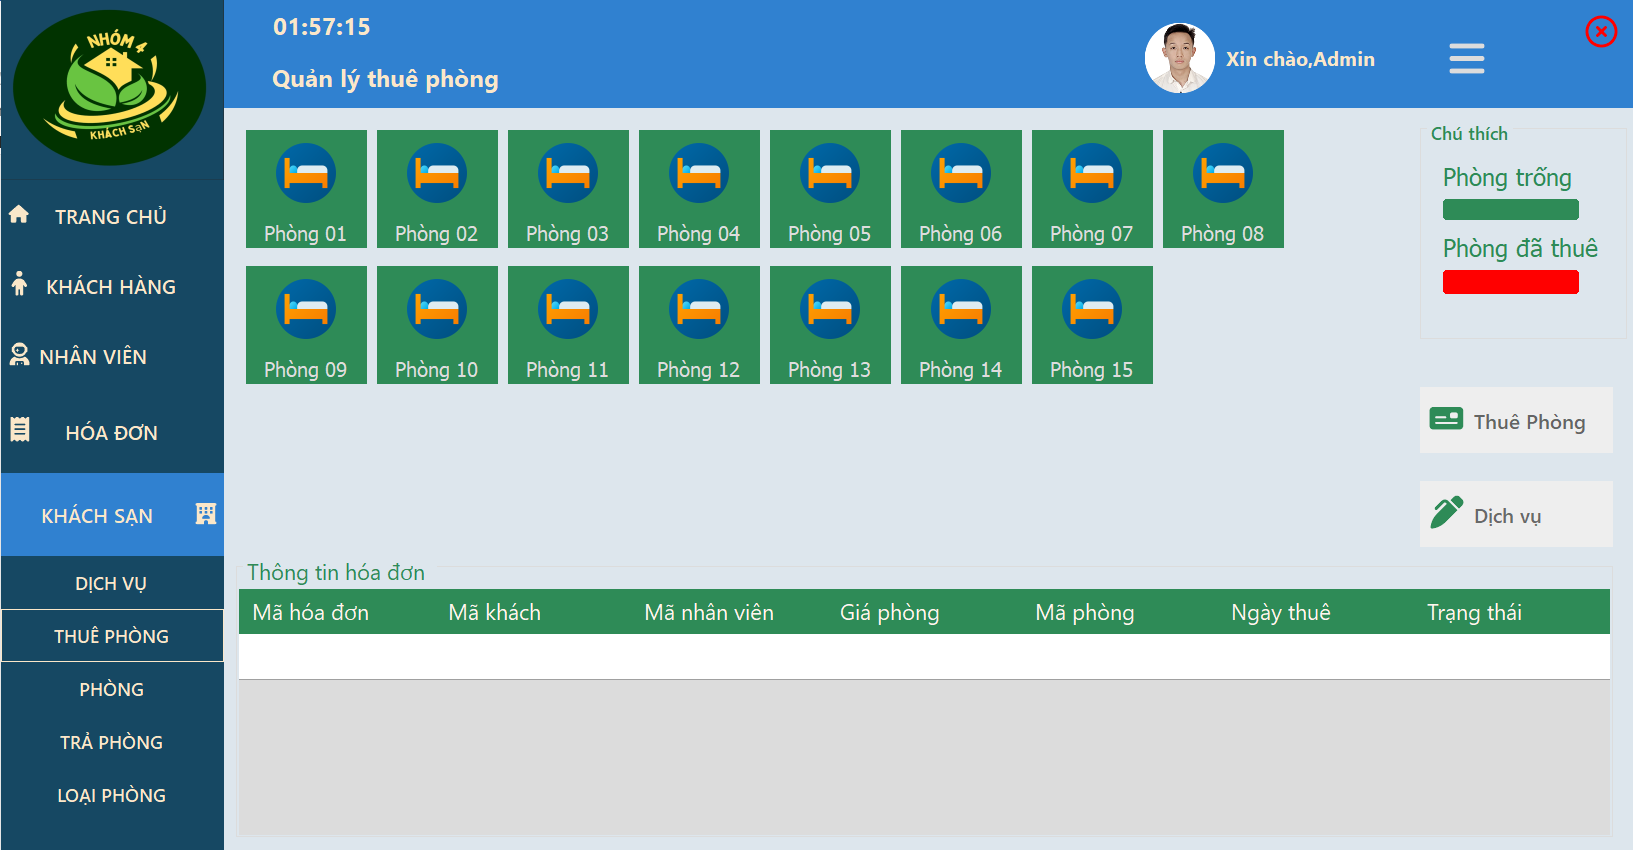 NHÓM 4
KHÁCH SẠN
01:57:15
Quản lý thuê phòng
Xin chào,Admin
TRANG CHỦ
KHÁCH HÀNG
NHÂN VIÊN
HÓA ĐƠN
KHÁCH SẠN
DỊCH VỤ
THUÊ PHÒNG
PHÒNG
TRẢ PHÒNG
LOẠI PHÒNG
Phòng 01
Phòng 02
Phòng 03
Phòng 04
Phòng 05
Phòng 06
Phòng 07
Phòng 08
Phòng 09
Phòng 10
Phòng 11
Phòng 12
Phòng 13
Phòng 14
Phòng 15
Chú thích
Phòng trống
Phòng đã thuê
Thuê Phòng
Dịch vụ
Thông tin hóa đơn
Mã hóa đơn Mã khách Mã nhân viên Giá phòng Mã phòng Ngày thuê Trạng thái